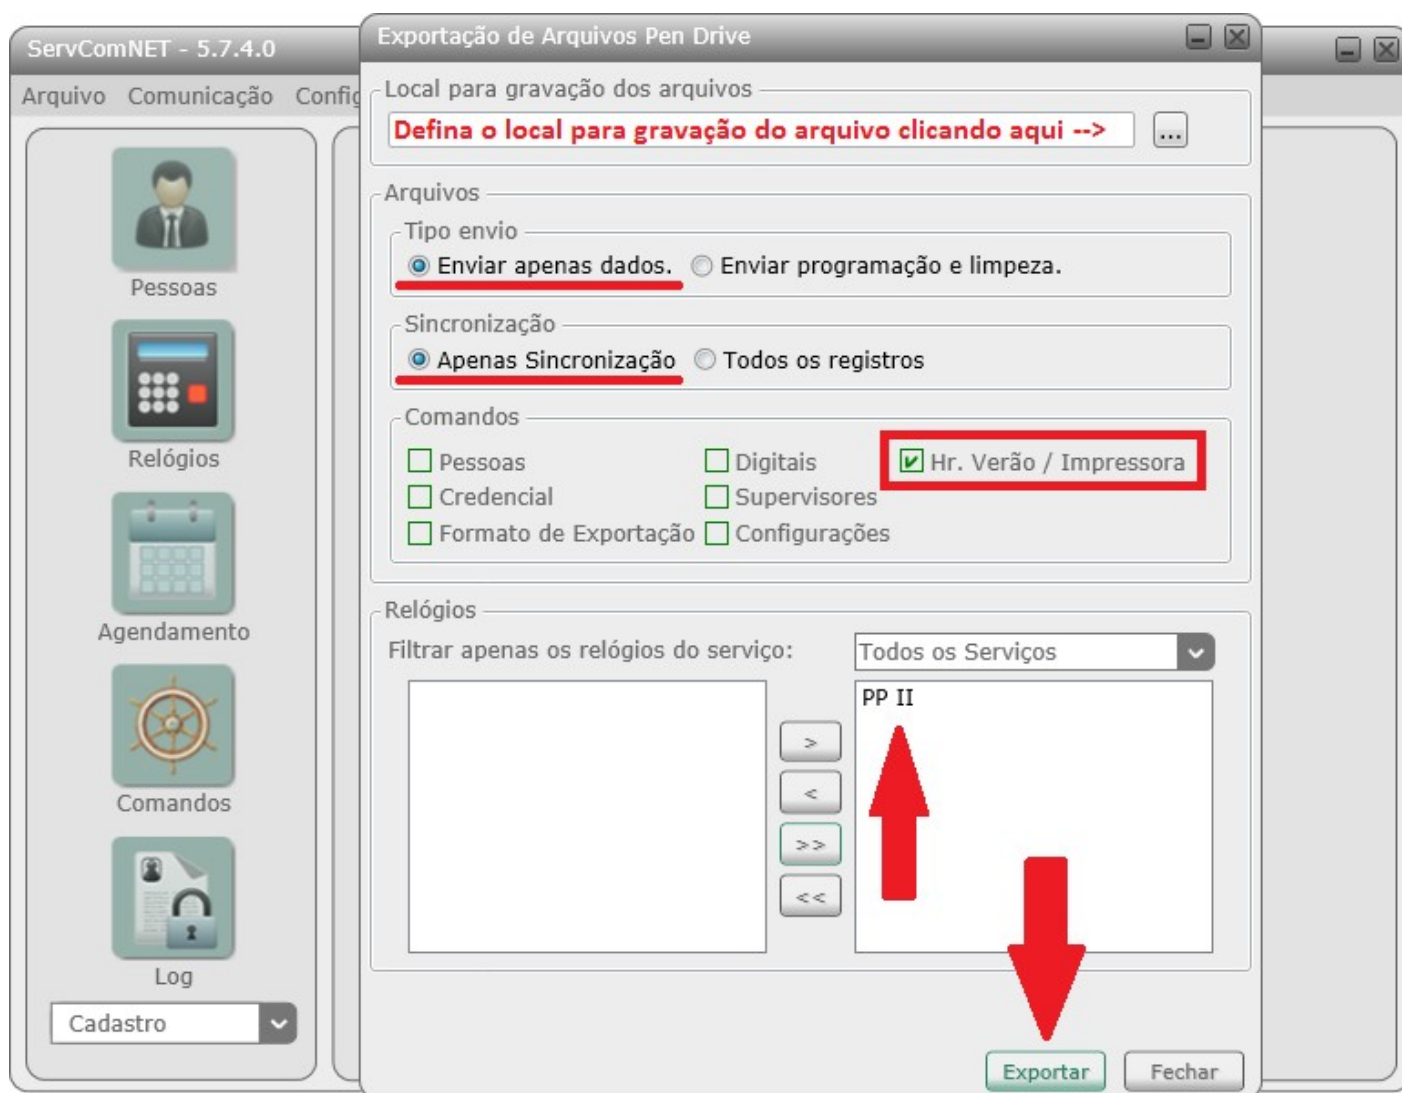 ServComNET - 5.7.4.0
Exportação de Arquivos Pen Drive
Arquivo Comunicação Config
Local para gravação dos arquivos
Defina o local para gravação do arquivo clicando aqui -->
...
Arquivos
Tipo envio
Enviar apenas dados. Enviar programação e limpeza.
Pessoas
Sincronização
Apenas Sincronização Todos os registros
Comandos
Pessoas Digitais Hr. Verão / Impressora
Credencial Supervisores
Formato de Exportação Configurações
Relógios
Relógios
Filtrar apenas os relógios do serviço: Todos os Serviços
Agendamento
PP II
>
<
>>
<<
Comandos
Log
Cadastro
Exportar Fechar